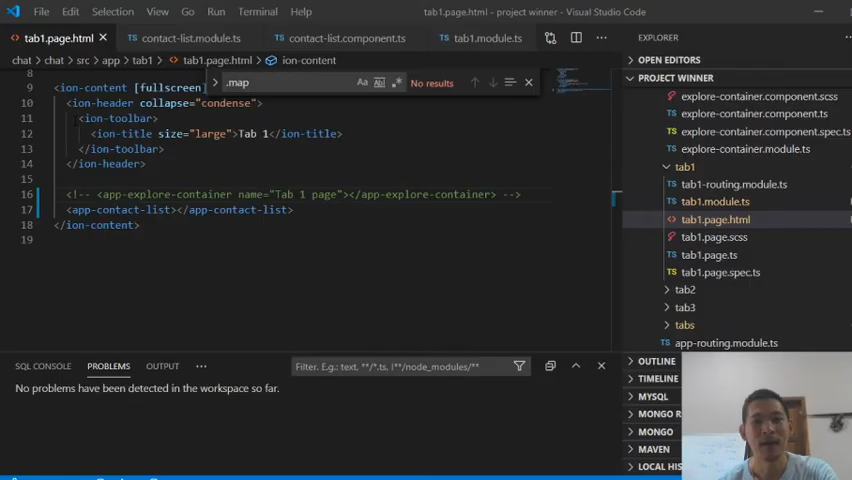 File Edit Selection View Go Run Terminal Help tab1.page.html - project winner - Visual Studio Code
tab1.page.html contact-list.module.ts contact-list.component.ts tab1.module.ts
chat > chat > src > app > tab1 > tab1.page.html > ion-content
.map Aa Ab No results
8
9 <ion-content [fullscreen]
10 <ion-header collapse="condense">
11 <ion-toolbar>
12 <ion-title size="large">Tab 1</ion-title>
13 </ion-toolbar>
14 </ion-header>
15
16 <!-- <app-explore-container name="Tab 1 page"></app-explore-container> -->
17 <app-contact-list></app-contact-list>
18 </ion-content>
19
EXPLORER
OPEN EDITORS
PROJECT WINNER
explore-container.component.scss
explore-container.component.ts
explore-container.component.spec.ts
explore-container.module.ts
tab1
tab1-routing.module.ts
tab1.module.ts
tab1.page.html
tab1.page.scss
tab1.page.ts
tab1.page.spec.ts
tab2
tab3
tabs
app-routing.module.ts
OUTLINE
TIMELINE
MYSQL
MONGO R
MONGO
MAVEN
LOCAL HIS
SQL CONSOLE PROBLEMS OUTPUT
Filter. E.g.: text, **/*.ts, !**/node_modules/**
No problems have been detected in the workspace so far.